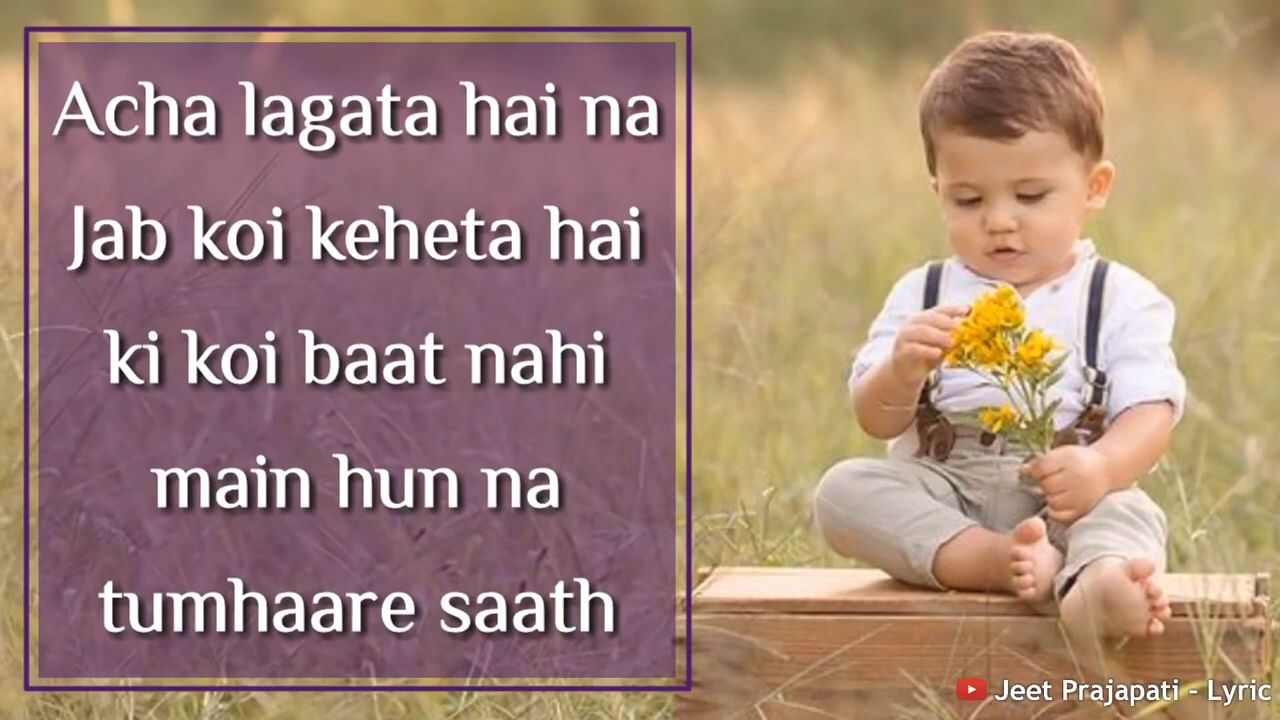 Acha lagata hai na
Jab koi keheta hai
ki koi baat nahi
main hun na
tumhaare saath
Jeet Prajapati - Lyric